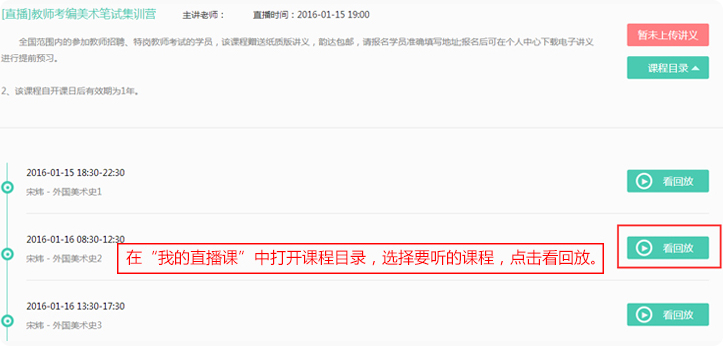 [直播]教师考编美术笔试集训营 主讲老师： 直播时间：2016-01-15 19:00
全国范围内的参加教师招聘、特岗教师考试的学员，该课程赠送纸质版讲义，韵达包邮，请报名学员准确填写地址;报名后可在个人中心下载电子讲义
进行提前预习。
暂未上传讲义
课程目录
2、该课程自开课日后有效期为1年。
2016-01-15 18:30-22:30
宋炜 - 外国美术史1
看回放
2016-01-16 08:30-12:30
宋炜 - 外国美术史2
看回放
在“我的直播课”中打开课程目录，选择要听的课程，点击看回放。
2016-01-16 13:30-17:30
宋炜 - 外国美术史3
看回放